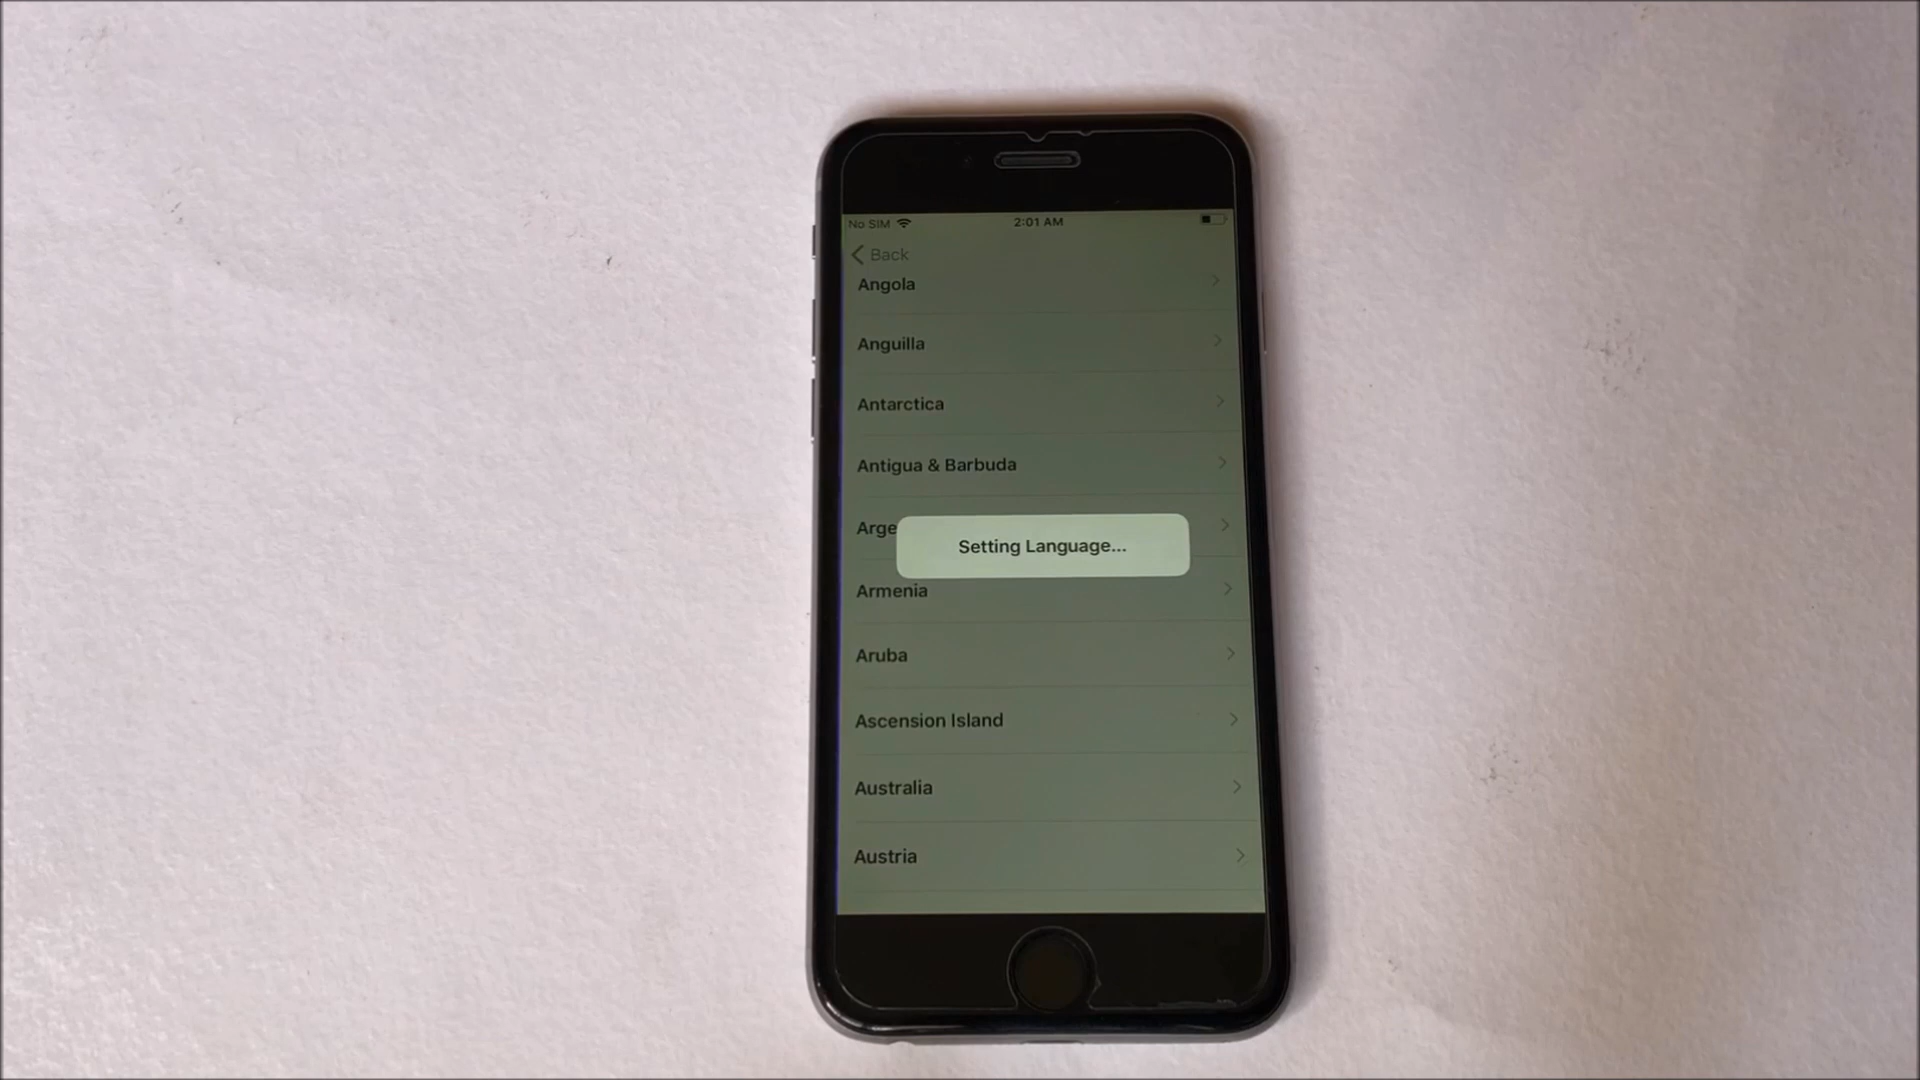 No SIM 2:01 AM
Back
Angola
Anguilla
Antarctica
Antigua & Barbuda
Arge
Setting Language...
Armenia
Aruba
Ascension Island
Australia
Austria